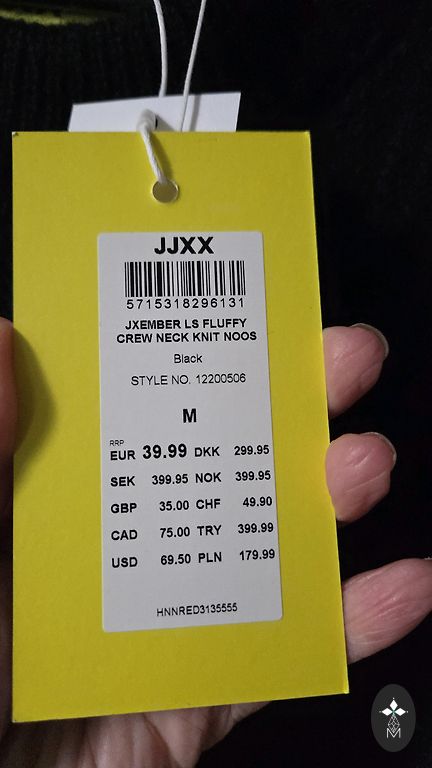 JJXX
5715318296131
JXEMBER LS FLUFFY
CREW NECK KNIT NOOS
Black
STYLE NO. 12200506
M
RRP
EUR 39.99 DKK 299.95
SEK 399.95 NOK 399.95
GBP 35.00 CHF 49.90
CAD 75.00 TRY 399.99
USD 69.50 PLN 179.99
HNNRED3135555
M